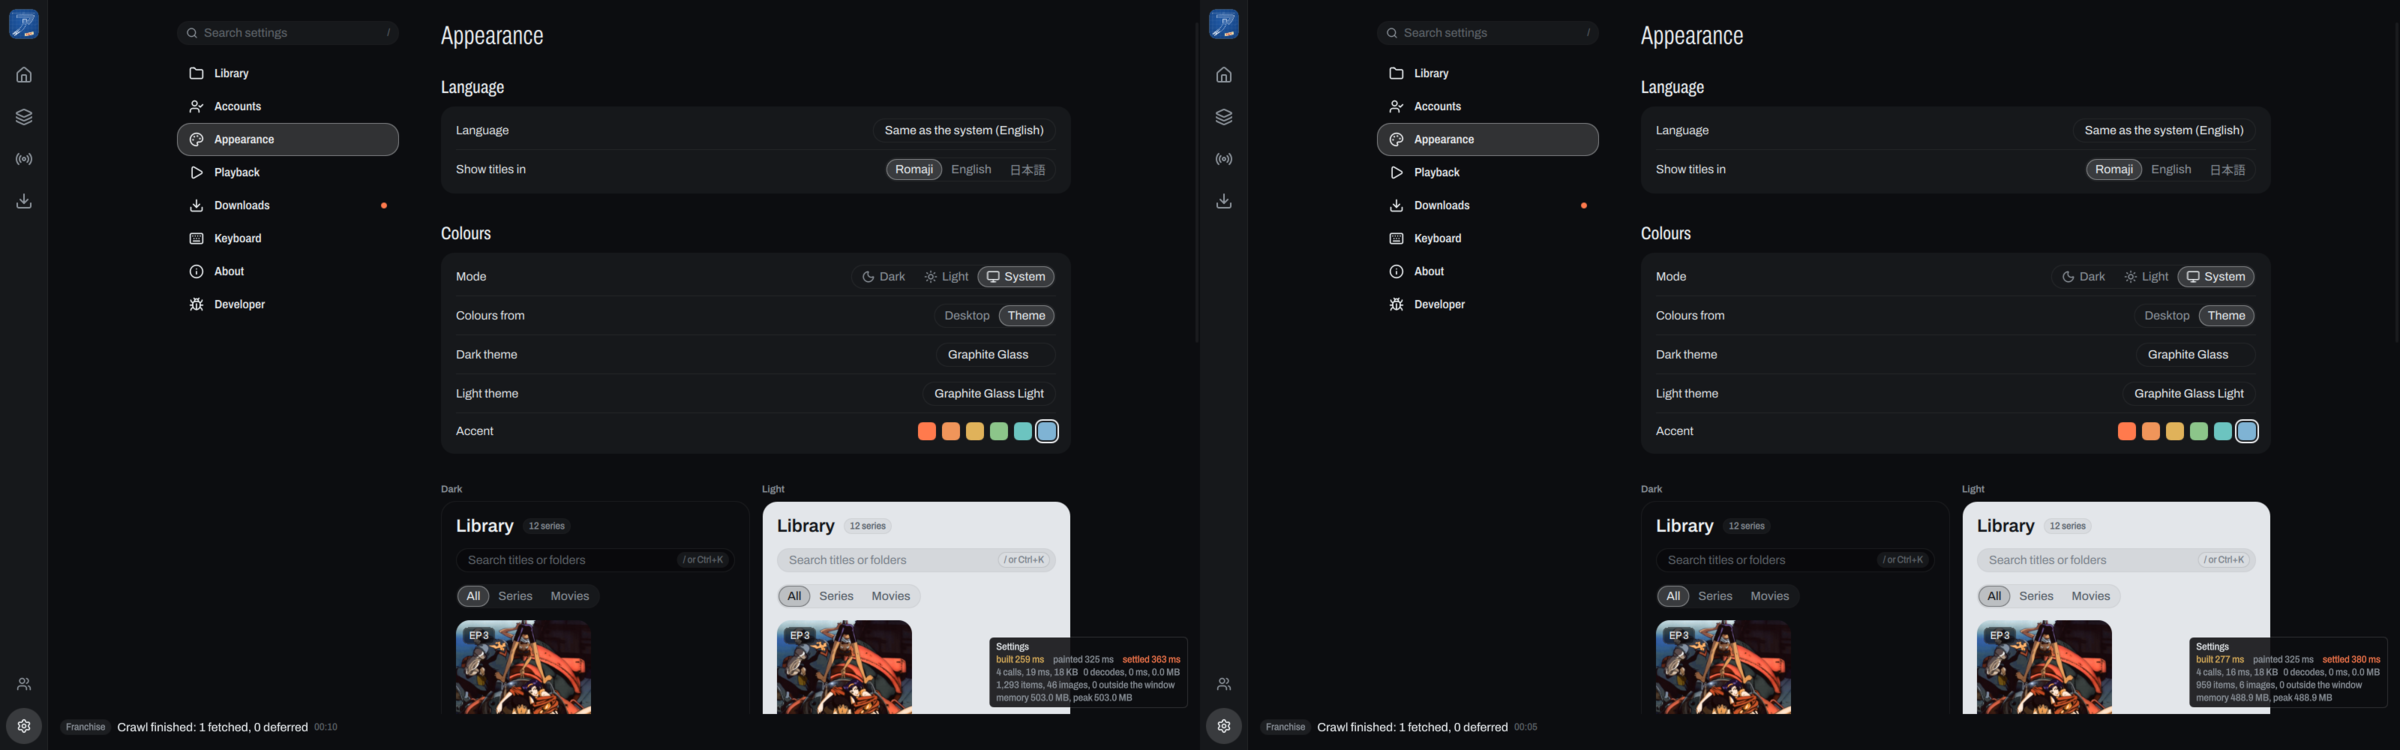 Search settings /
Library
Accounts
Appearance
Playback
Downloads
Keyboard
About
Developer
Appearance
Language
Language Same as the system (English)
Show titles in Romaji English 日本語
Colours
Mode Dark Light System
Colours from Desktop Theme
Dark theme Graphite Glass
Light theme Graphite Glass Light
Accent
Dark
Library 12 series
Search titles or folders / or Ctrl+K
All Series Movies
EP 3
Light
Library 12 series
Search titles or folders / or Ctrl+K
All Series Movies
EP 3
Settings
built 259 ms painted 325 ms settled 363 ms
4 calls, 19 ms, 18 KB 0 decodes, 0 ms, 0.0 MB
1,293 items, 46 images, 0 outside the window
memory 503.0 MB, peak 503.0 MB
Franchise Crawl finished: 1 fetched, 0 deferred 00:10
Search settings /
Library
Accounts
Appearance
Playback
Downloads
Keyboard
About
Developer
Appearance
Language
Language Same as the system (English)
Show titles in Romaji English 日本語
Colours
Mode Dark Light System
Colours from Desktop Theme
Dark theme Graphite Glass
Light theme Graphite Glass Light
Accent
Dark
Library 12 series
Search titles or folders / or Ctrl+K
All Series Movies
EP 3
Light
Library 12 series
Search titles or folders / or Ctrl+K
All Series Movies
EP 3
Settings
built 277 ms painted 325 ms settled 380 ms
4 calls, 16 ms, 18 KB 0 decodes, 0 ms, 0.0 MB
959 items, 6 images, 0 outside the window
memory 488.9 MB, peak 488.9 MB
Franchise Crawl finished: 1 fetched, 0 deferred 00:05